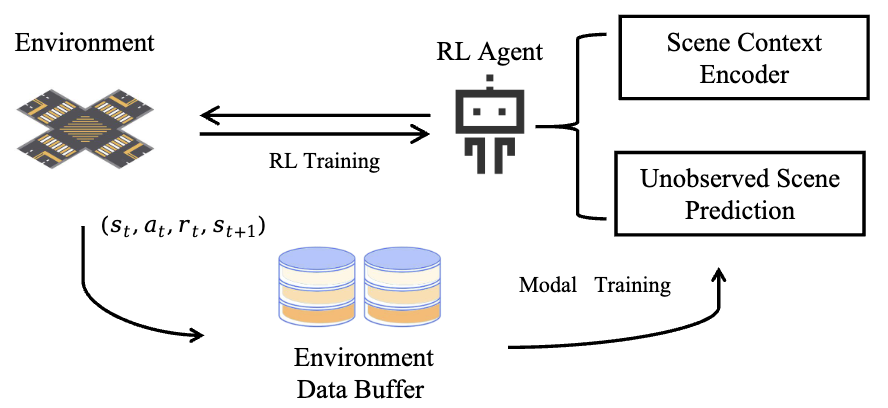 Environment
RL Agent
Scene Context
Encoder
RL Training
Unobserved Scene
Prediction
(s_t, a_t, r_t, s_{t+1})
Modal Training
Environment
Data Buffer